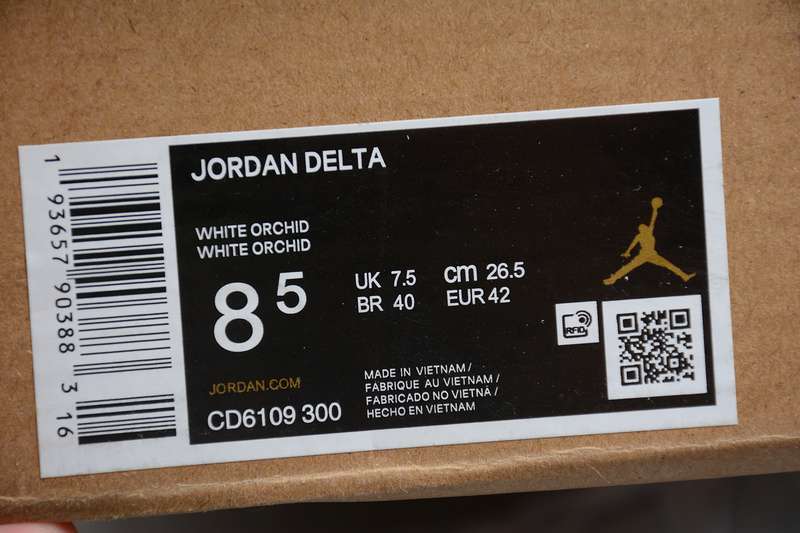 JORDAN DELTA
WHITE ORCHID
WHITE ORCHID
8 5
UK 7.5 cm 26.5
BR 40 EUR 42
RFID
JORDAN.COM
CD6109 300
MADE IN VIETNAM /
FABRIQUE AU VIETNAM /
FABRICADO NO VIETNÃ /
HECHO EN VIETNAM
1 93657 90388 3 16